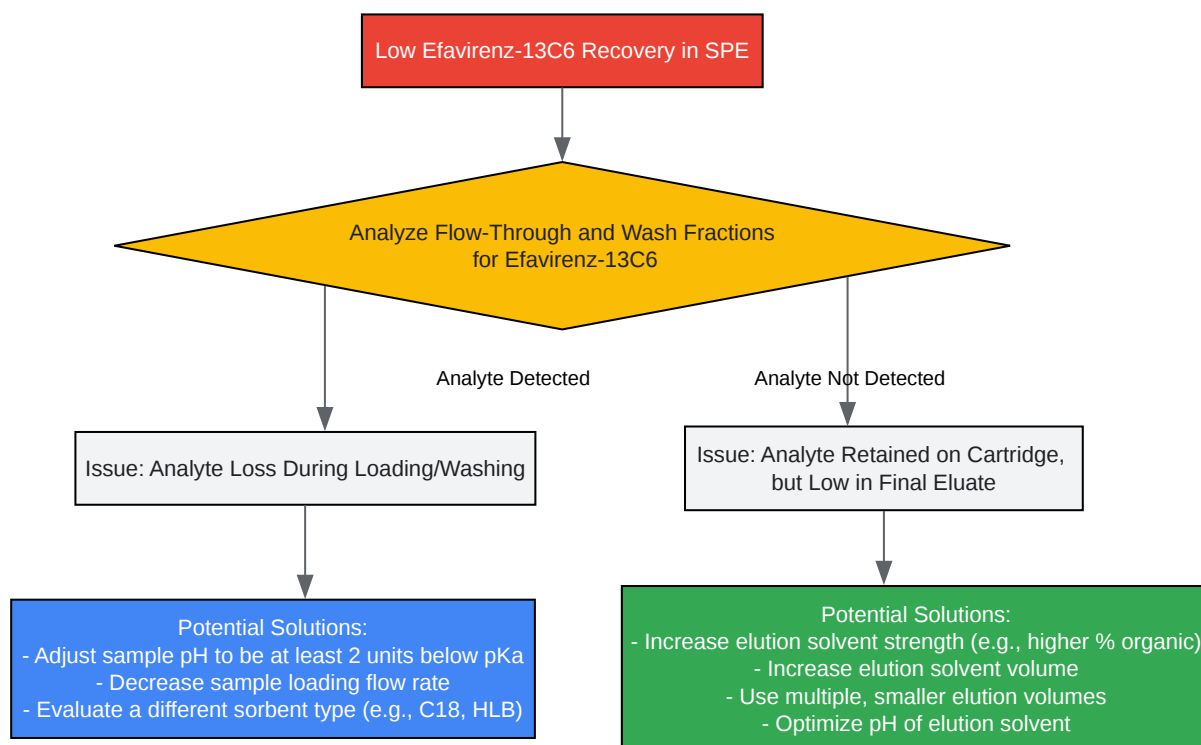 Low Efavirenz-13C6 Recovery in SPE
Analyze Flow-Through and Wash Fractions
for Efavirenz-13C6
Analyte Detected
Analyte Not Detected
Issue: Analyte Loss During Loading/Washing
Issue: Analyte Retained on Cartridge,
but Low in Final Eluate
Potential Solutions:
- Adjust sample pH to be at least 2 units below pKa
- Decrease sample loading flow rate
- Evaluate a different sorbent type (e.g., C18, HLB)
Potential Solutions:
- Increase elution solvent strength (e.g., higher % organic)
- Increase elution solvent volume
- Use multiple, smaller elution volumes
- Optimize pH of elution solvent